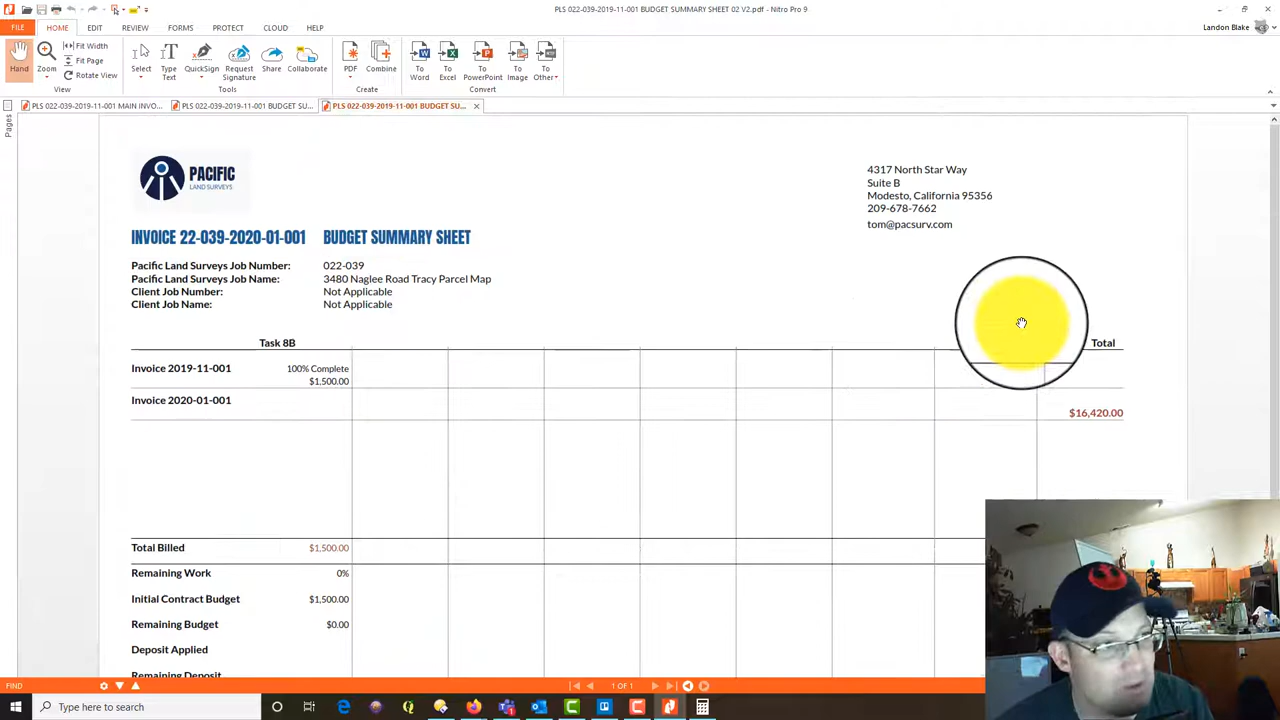 PLS 022-039-2019-11-001 BUDGET SUMMARY SHEET 02 V2.pdf - Nitro Pro 9
FILE HOME EDIT REVIEW FORMS PROTECT CLOUD HELP
Landon Blake
Hand
Zoom
Fit Width
Fit Page
Rotate View
View
Select
Type Text
QuickSign
Request Signature
Share
Collaborate
Tools
PDF
Combine
Create
To Word
To Excel
To PowerPoint
To Image
To Other
Convert
PLS 022-039-2019-11-001 MAIN INVO...
PLS 022-039-2019-11-001 BUDGET SU...
PLS 022-039-2019-11-001 BUDGET SU...
Pages
PACIFIC
LAND SURVEYS
4317 North Star Way
Suite B
Modesto, California 95356
209-678-7662
tom@pacsurv.com
INVOICE 22-039-2020-01-001 BUDGET SUMMARY SHEET
Pacific Land Surveys Job Number: 022-039
Pacific Land Surveys Job Name: 3480 Naglee Road Tracy Parcel Map
Client Job Number: Not Applicable
Client Job Name: Not Applicable
Task 8B Total
Invoice 2019-11-001 100% Complete
$1,500.00
Invoice 2020-01-001
$16,420.00
Total Billed $1,500.00
Remaining Work 0%
Initial Contract Budget $1,500.00
Remaining Budget $0.00
Deposit Applied
Remaining Deposit
FIND
1 OF 1
Type here to search